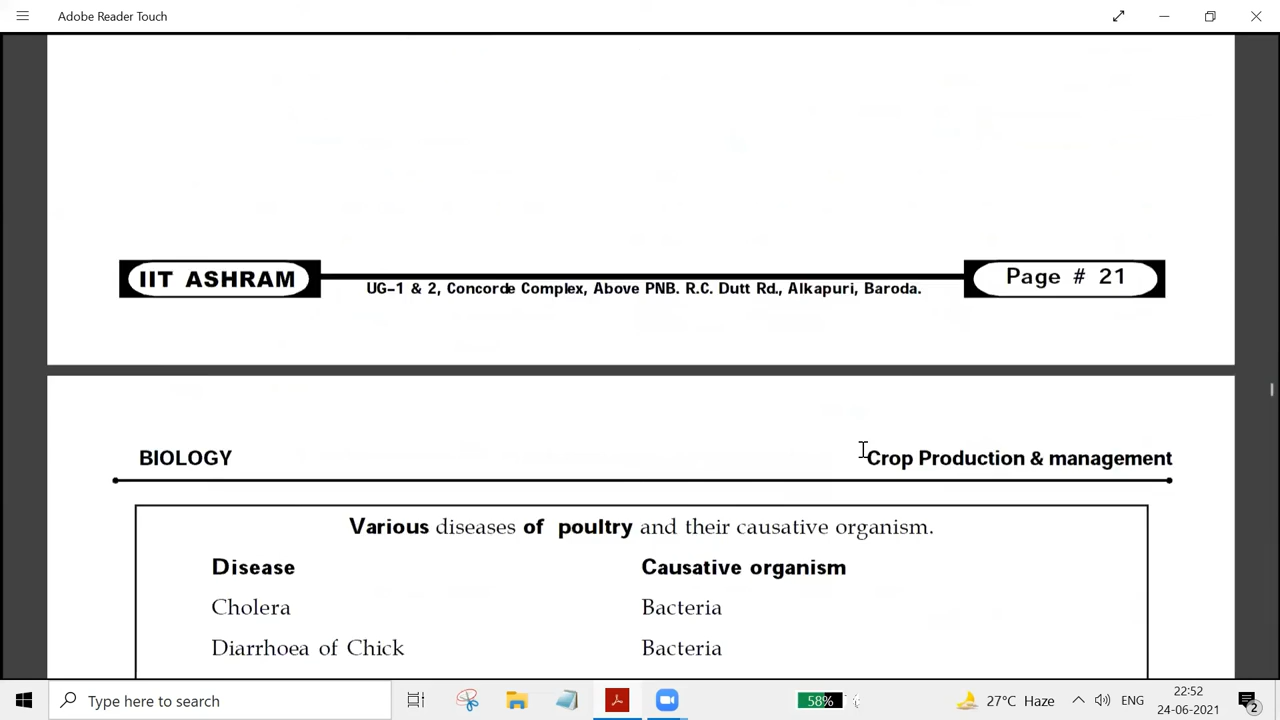 Adobe Reader Touch
IIT ASHRAM
UG-1 & 2, Concorde Complex, Above PNB. R.C. Dutt Rd., Alkapuri, Baroda.
Page # 21
BIOLOGY
Crop Production & management
Various diseases of poultry and their causative organism.
Disease Causative organism
Cholera Bacteria
Diarrhoea of Chick Bacteria
Type here to search
58%
27°C Haze
ENG
22:52
24-06-2021
2